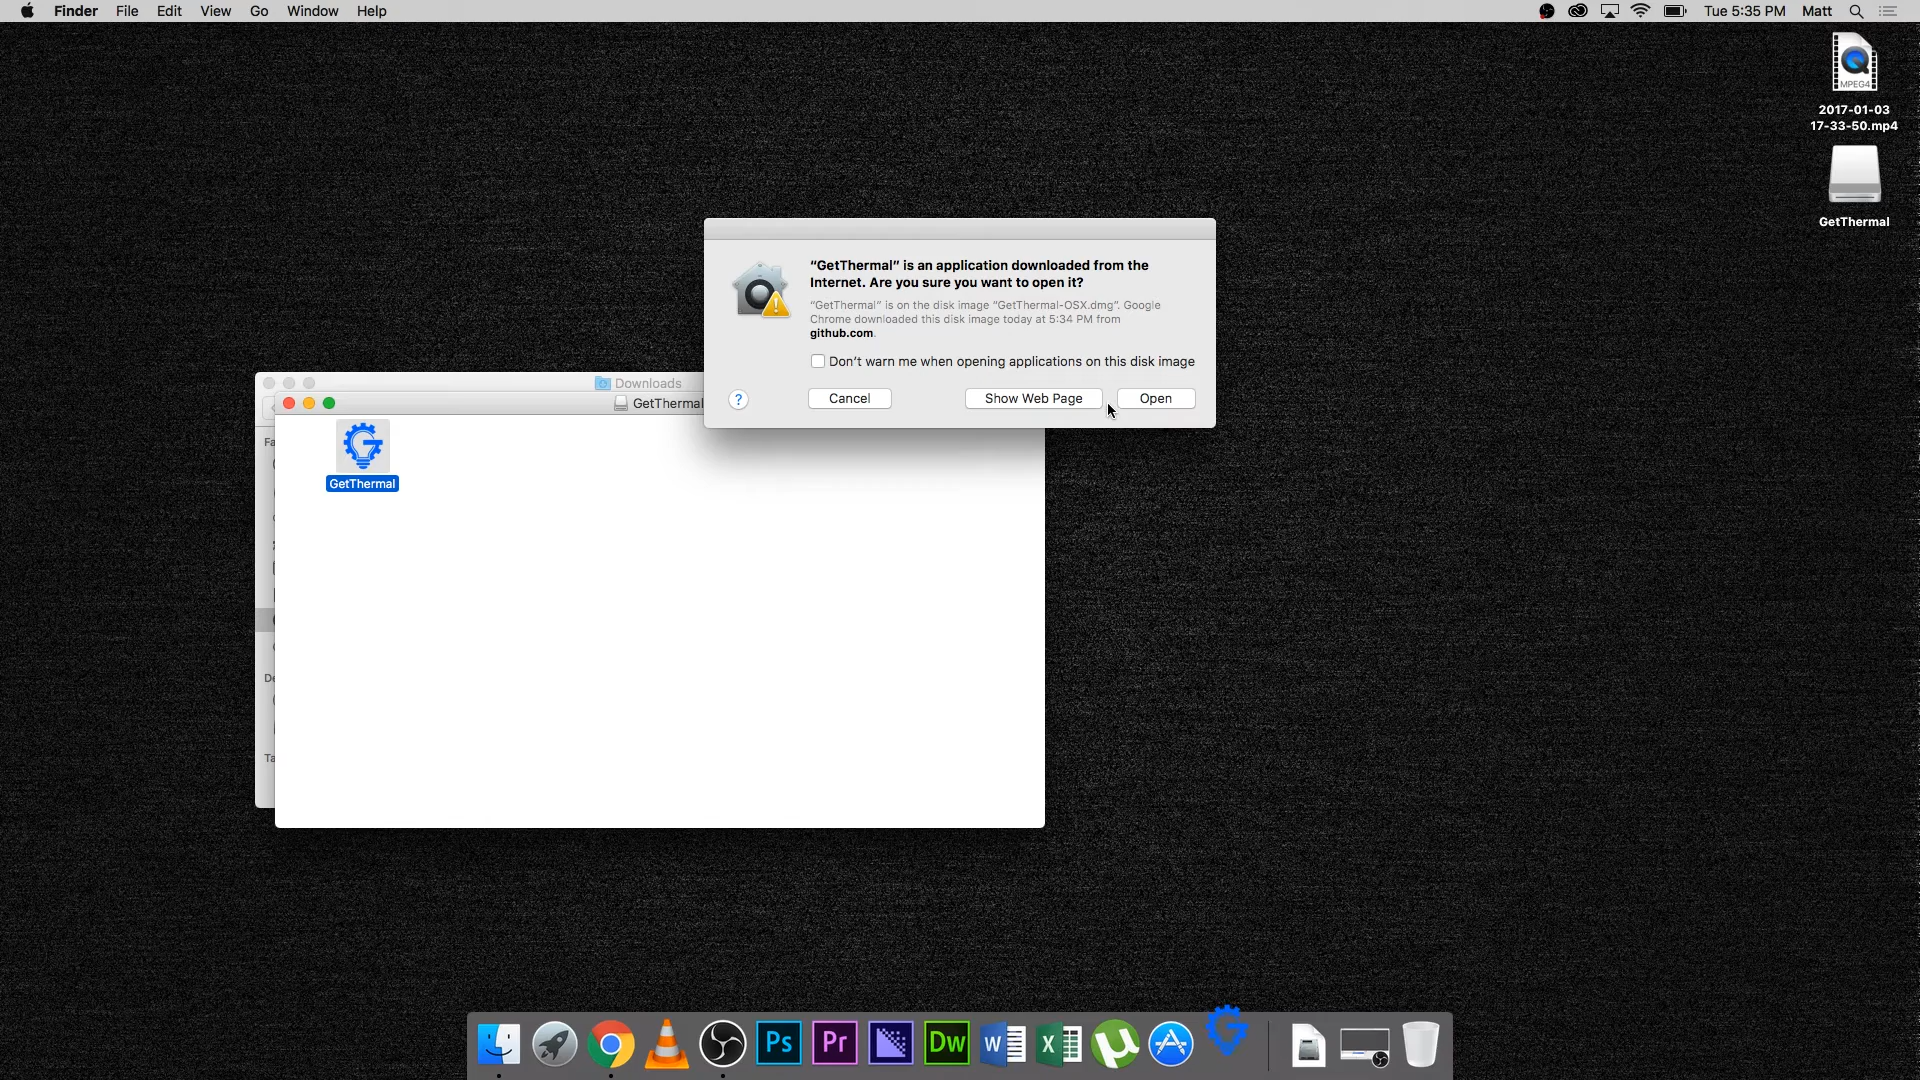 Finder File Edit View Go Window Help
Tue 5:35 PM Matt
MPEG4
2017-01-03
17-33-50.mp4
GetThermal
“GetThermal” is an application downloaded from the
Internet. Are you sure you want to open it?
“GetThermal” is on the disk image “GetThermal-OSX.dmg”. Google
Chrome downloaded this disk image today at 5:34 PM from
github.com.
Don’t warn me when opening applications on this disk image
? Cancel Show Web Page Open
Downloads
GetThermal
Fa
GetThermal
De
Ta
Ps Pr Dw W X